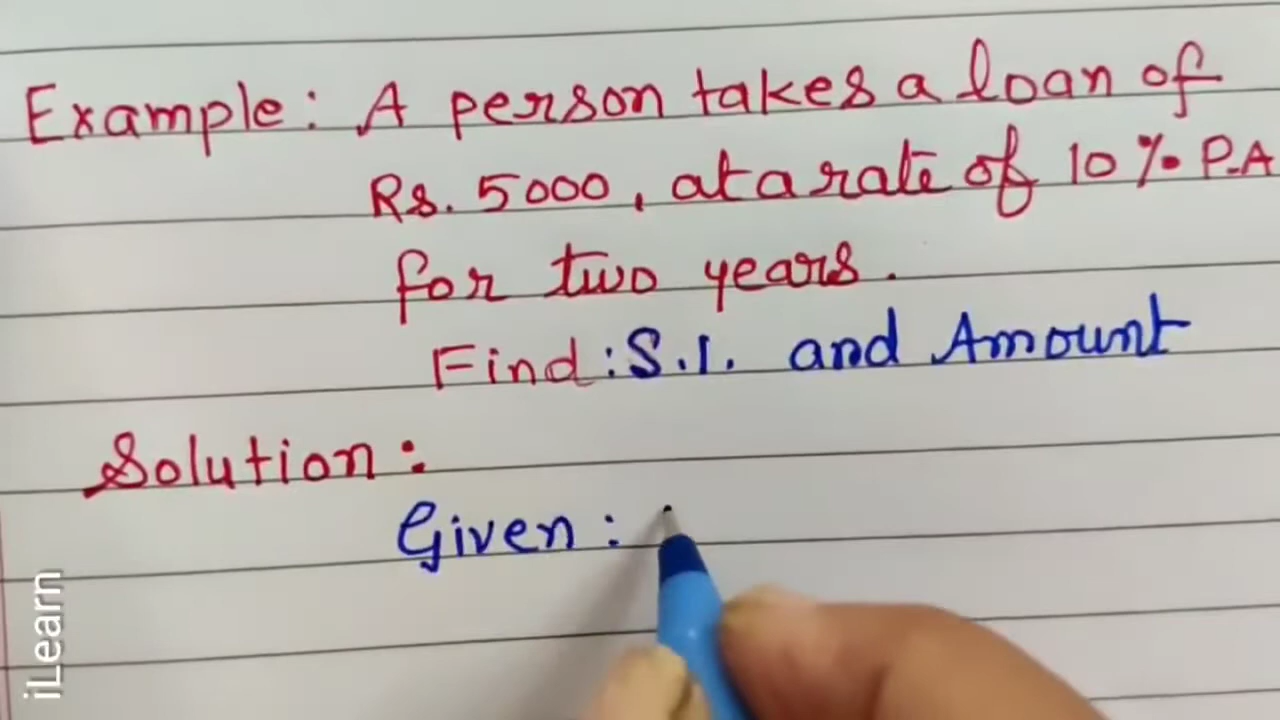 Example: A person takes a loan of
Rs. 5000, at a rate of 10 % P.A
for two years.
Find: S.I. and Amount
Solution:
Given:
iLearn